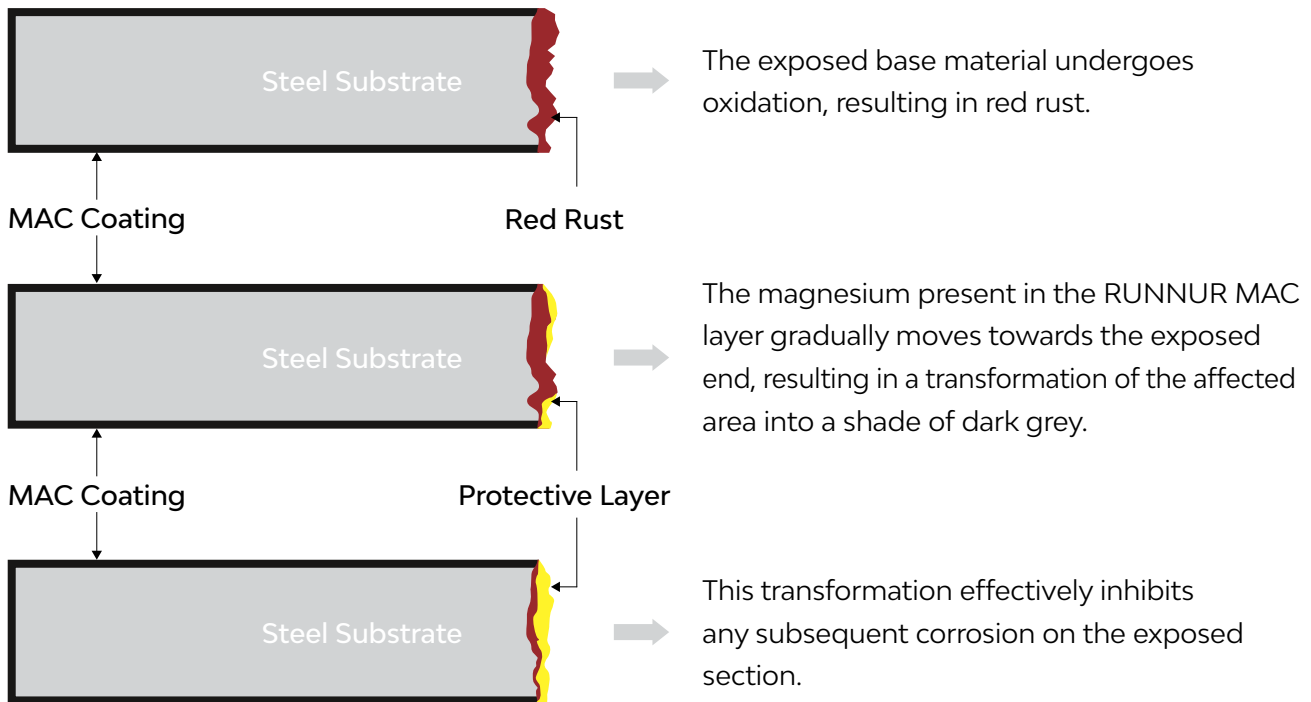 Steel Substrate
The exposed base material undergoes
oxidation, resulting in red rust.
MAC Coating
Red Rust
Steel Substrate
The magnesium present in the RUNNUR MAC
layer gradually moves towards the exposed
end, resulting in a transformation of the affected
area into a shade of dark grey.
MAC Coating
Protective Layer
Steel Substrate
This transformation effectively inhibits
any subsequent corrosion on the exposed
section.